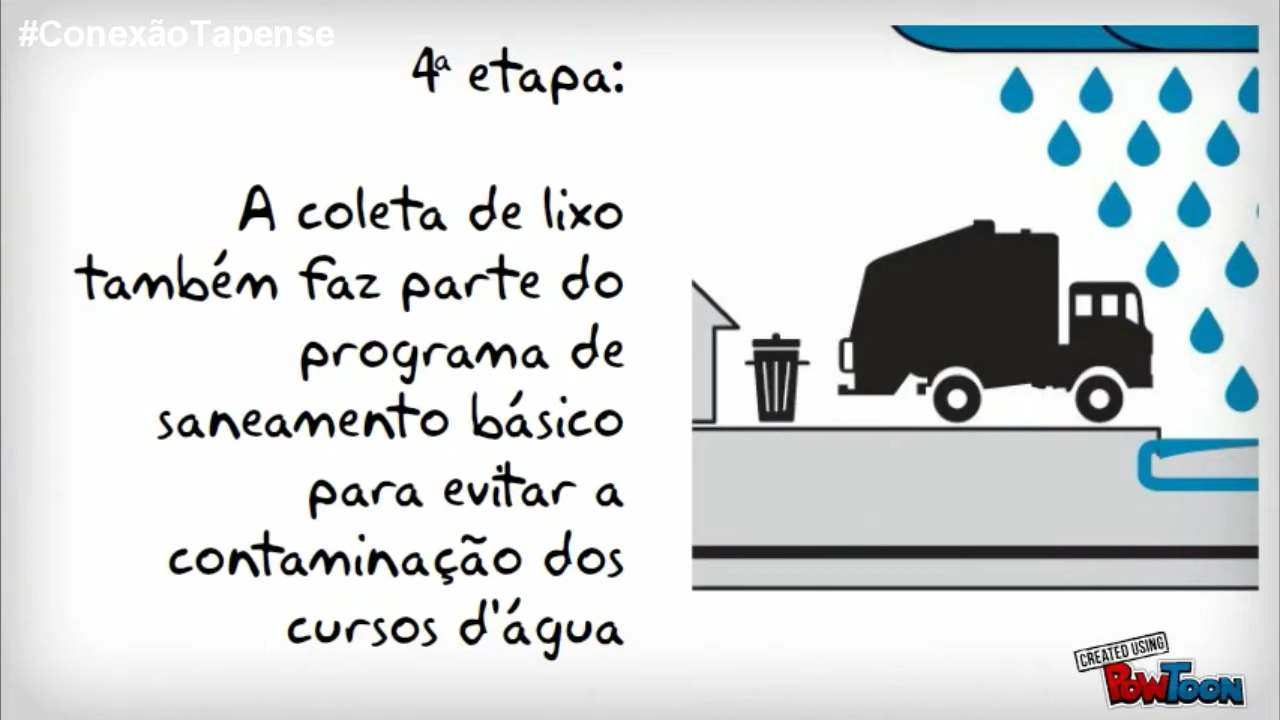 #ConexãoTapense
4ª etapa:
A coleta de lixo
também faz parte do
programa de
saneamento básico
para evitar a
contaminação dos
cursos d'água
CREATED USING
POWTOON